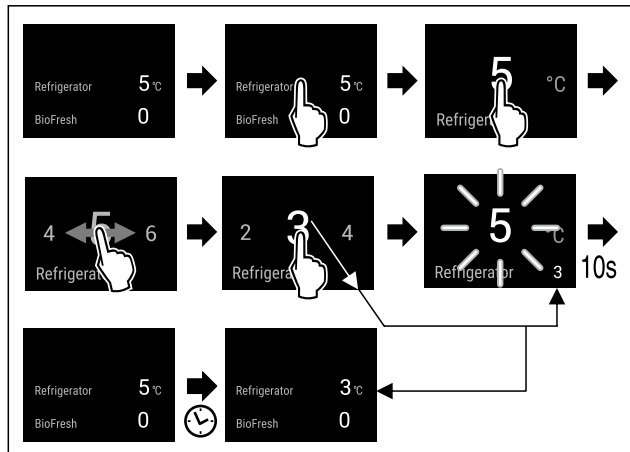 Refrigerator 5 °C
BioFresh 0
Refrigerator 5 °C
BioFresh 0
5 °C
Refriger
4 5 6
Refrigera
2 3 4
Refrigera
5 °C
Refrigerator 3
10s
Refrigerator 5 °C
BioFresh 0
Refrigerator 3 °C
BioFresh 0